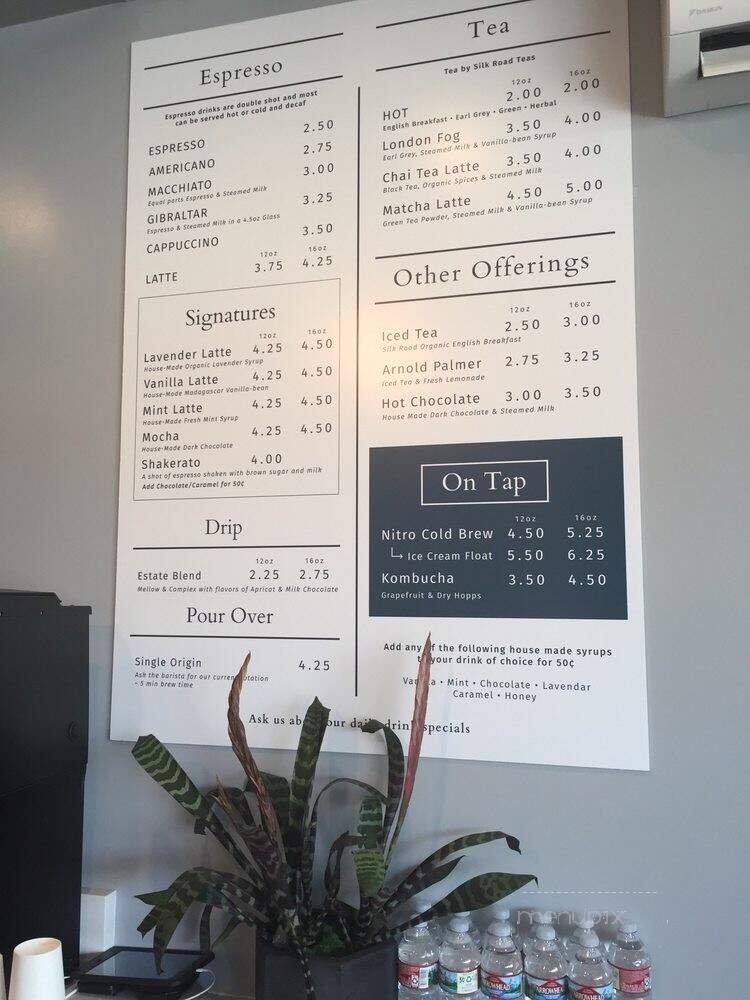 Espresso
Espresso drinks are double shot and most
can be served hot or cold and decaf
ESPRESSO 2.50
AMERICANO 2.75
MACCHIATO 3.00
Equal parts Espresso & Steamed Milk
GIBRALTAR 3.25
Espresso & Steamed Milk in a 4.5oz Glass
CAPPUCCINO 3.50
12oz 16oz
LATTE 3.75 4.25
Signatures
12oz 16oz
Lavender Latte 4.25 4.50
House-Made Organic Lavender Syrup
Vanilla Latte 4.25 4.50
House-Made Madagascar Vanilla-bean
Mint Latte 4.25 4.50
House-Made Fresh Mint Syrup
Mocha 4.25 4.50
House-Made Dark Chocolate
Shakerato 4.00
A shot of espresso shaken with brown sugar and milk
Add Chocolate/Caramel for 50¢
Drip
12oz 16oz
Estate Blend 2.25 2.75
Mellow & Complex with flavors of Apricot & Milk Chocolate
Pour Over
Single Origin 4.25
Ask the barista for our current rotation
~ 5 min brew time
Tea
Tea by Silk Road Teas
12oz 16oz
HOT 2.00 2.00
English Breakfast • Earl Grey • Green • Herbal
London Fog 3.50 4.00
Earl Grey, Steamed Milk & Vanilla-bean Syrup
Chai Tea Latte 3.50 4.00
Black Tea, Organic Spices & Steamed Milk
Matcha Latte 4.50 5.00
Green Tea Powder, Steamed Milk & Vanilla-bean Syrup
Other Offerings
12oz 16oz
Iced Tea 2.50 3.00
Silk Road Organic English Breakfast
Arnold Palmer 2.75 3.25
Iced Tea & Fresh Lemonade
Hot Chocolate 3.00 3.50
House Made Dark Chocolate & Steamed Milk
On Tap
12oz 16oz
Nitro Cold Brew 4.50 5.25
↳ Ice Cream Float 5.50 6.25
Kombucha 3.50 4.50
Grapefruit & Dry Hopps
Add any of the following house made syrups
to your drink of choice for 50¢
Vanilla • Mint • Chocolate • Lavendar
Caramel • Honey
Ask us about our daily drink specials
DAIKIN
menupix
ARROWHEAD
ARROWHEAD
ARROWHEAD